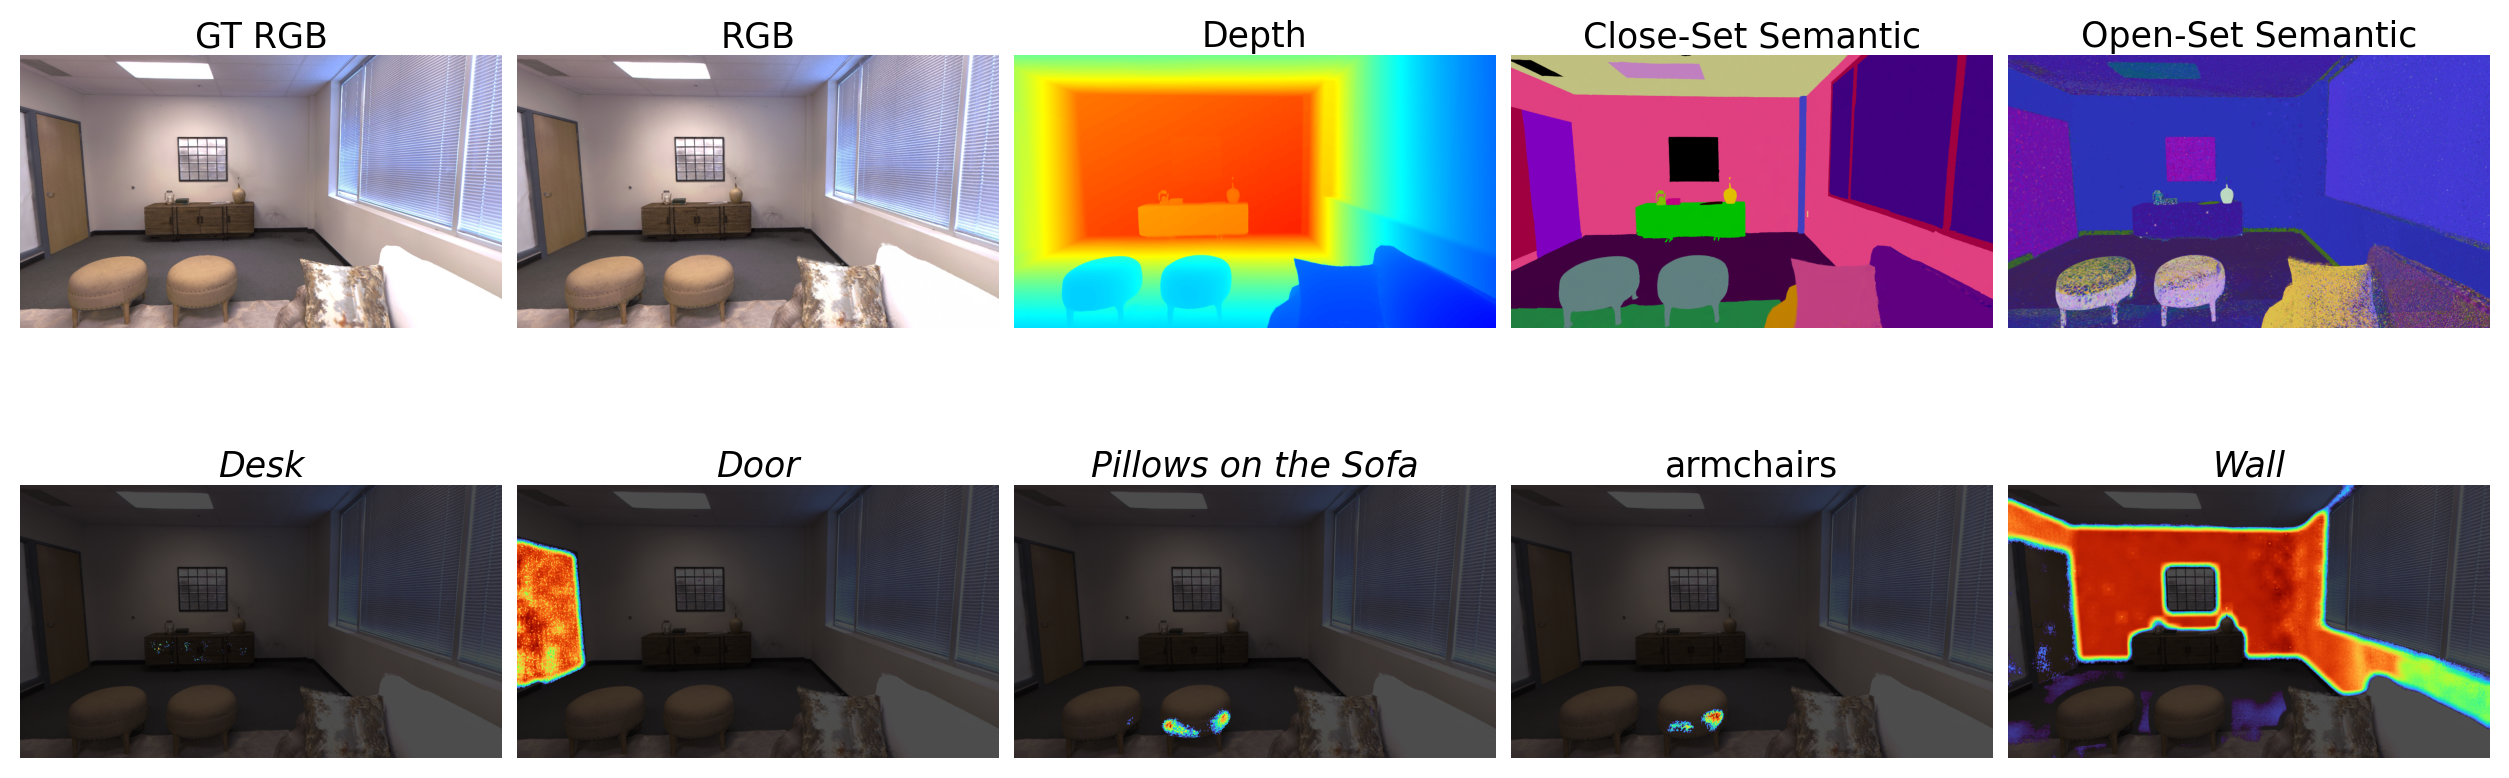 GT RGB
RGB
Depth
Close-Set Semantic
Open-Set Semantic
Desk
Door
Pillows on the Sofa
armchairs
Wall